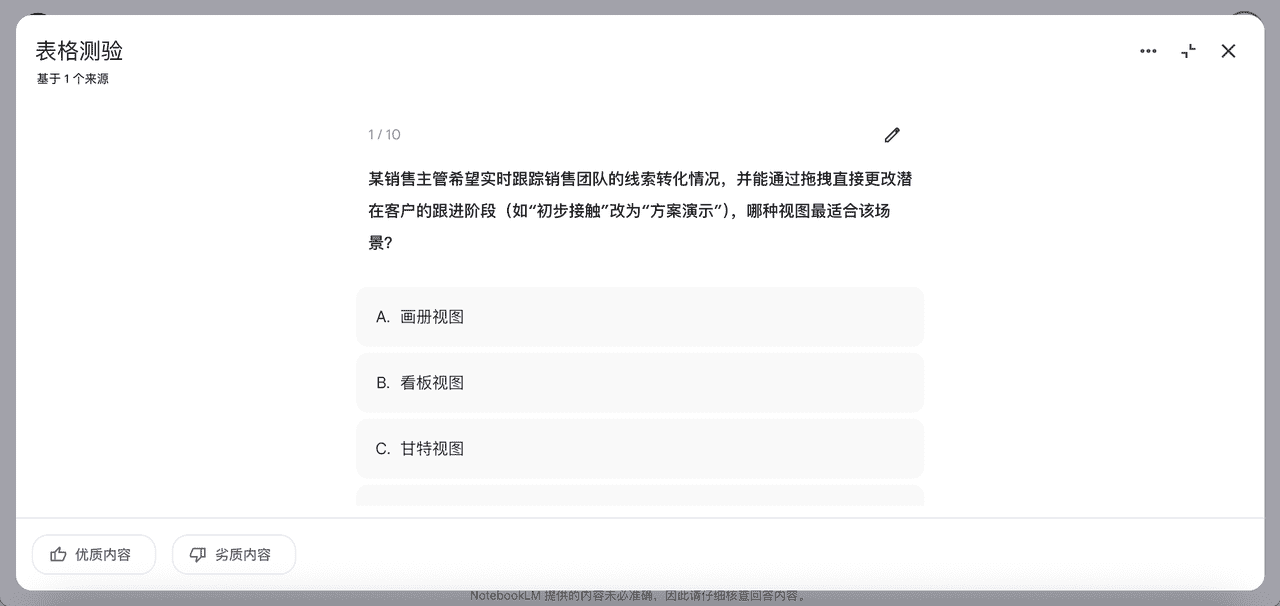 表格测验
基于 1 个来源
1 / 10
某销售主管希望实时跟踪销售团队的线索转化情况，并能通过拖拽直接更改潜
在客户的跟进阶段（如“初步接触”改为“方案演示”），哪种视图最适合该场
景？
A. 画册视图
B. 看板视图
C. 甘特视图
优质内容
劣质内容
NotebookLM 提供的内容未必准确，因此请仔细核查回答内容。